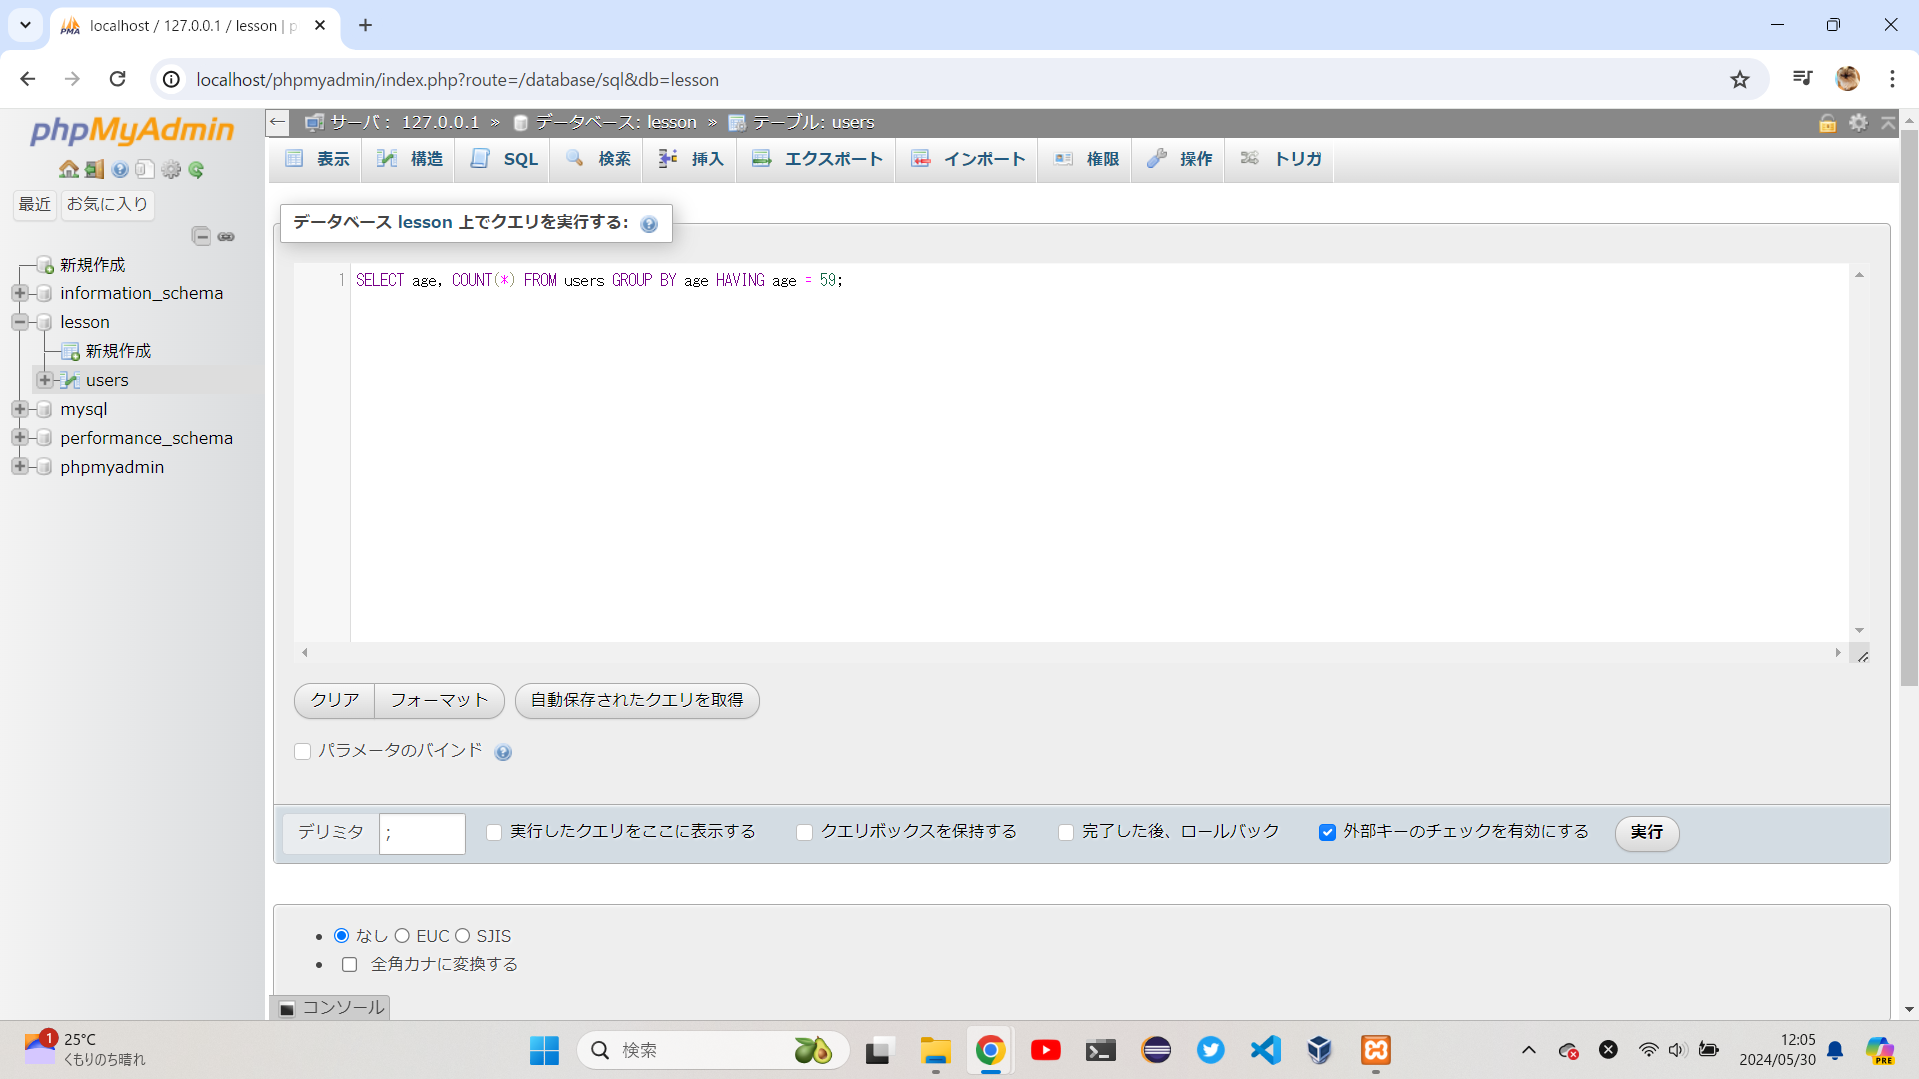 localhost / 127.0.0.1 / lesson | p
localhost/phpmyadmin/index.php?route=/database/sql&db=lesson
phpMyAdmin
最近 お気に入り
新規作成
information_schema
lesson
新規作成
users
mysql
performance_schema
phpmyadmin
サーバ: 127.0.0.1 » データベース: lesson » テーブル: users
表示 構造 SQL 検索 挿入 エクスポート インポート 権限 操作 トリガ
データベース lesson 上でクエリを実行する:
1 SELECT age, COUNT(*) FROM users GROUP BY age HAVING age = 59;
クリア フォーマット 自動保存されたクエリを取得
パラメータのバインド
デリミタ ; 実行したクエリをここに表示する クエリボックスを保持する 完了した後、ロールバック 外部キーのチェックを有効にする 実行
なし EUC SJIS
全角カナに変換する
コンソール
1 25°C
くもりのち晴れ
検索
12:05
2024/05/30
PRE